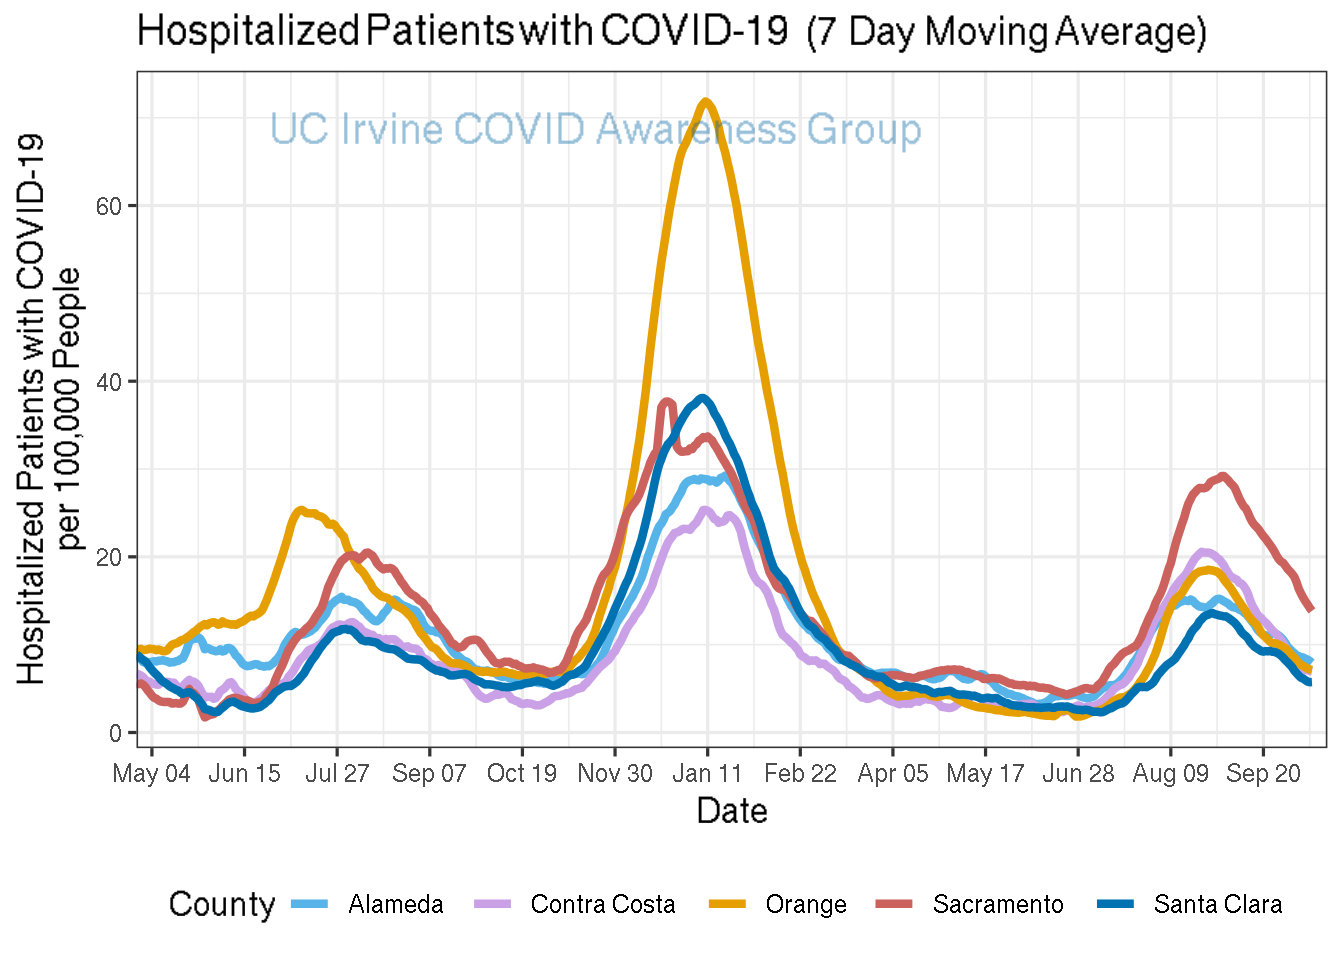 Hospitalized Patients with COVID-19 (7 Day Moving Average)
UC Irvine COVID Awareness Group
Hospitalized Patients with COVID-19
per 100,000 People
60
40
20
0
May 04 Jun 15 Jul 27 Sep 07 Oct 19 Nov 30 Jan 11 Feb 22 Apr 05 May 17 Jun 28 Aug 09 Sep 20
Date
County Alameda Contra Costa Orange Sacramento Santa Clara